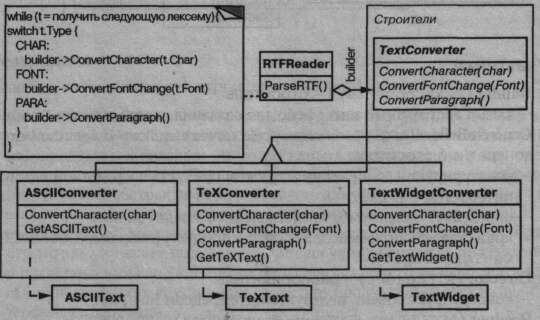 while (t = получить следующую лексему){
switch t.Type {
CHAR:
builder->ConvertCharacter(t.Char)
FONT:
builder->ConvertFontChange(t.Font)
PARA:
builder->ConvertParagraph()
}
}
RTFReader
ParseRTF()
builder
Строители
TextConverter
ConvertCharacter(char)
ConvertFontChange(Font)
ConvertParagraph()
ASCIIConverter
ConvertCharacter(char)
GetASCIIText()
TeXConverter
ConvertCharacter(char)
ConvertFontChange(Font)
ConvertParagraph()
GetTeXText()
TextWidgetConverter
ConvertCharacter(char)
ConvertFontChange(Font)
ConvertParagraph()
GetTextWidget()
ASCIIText
TeXText
TextWidget